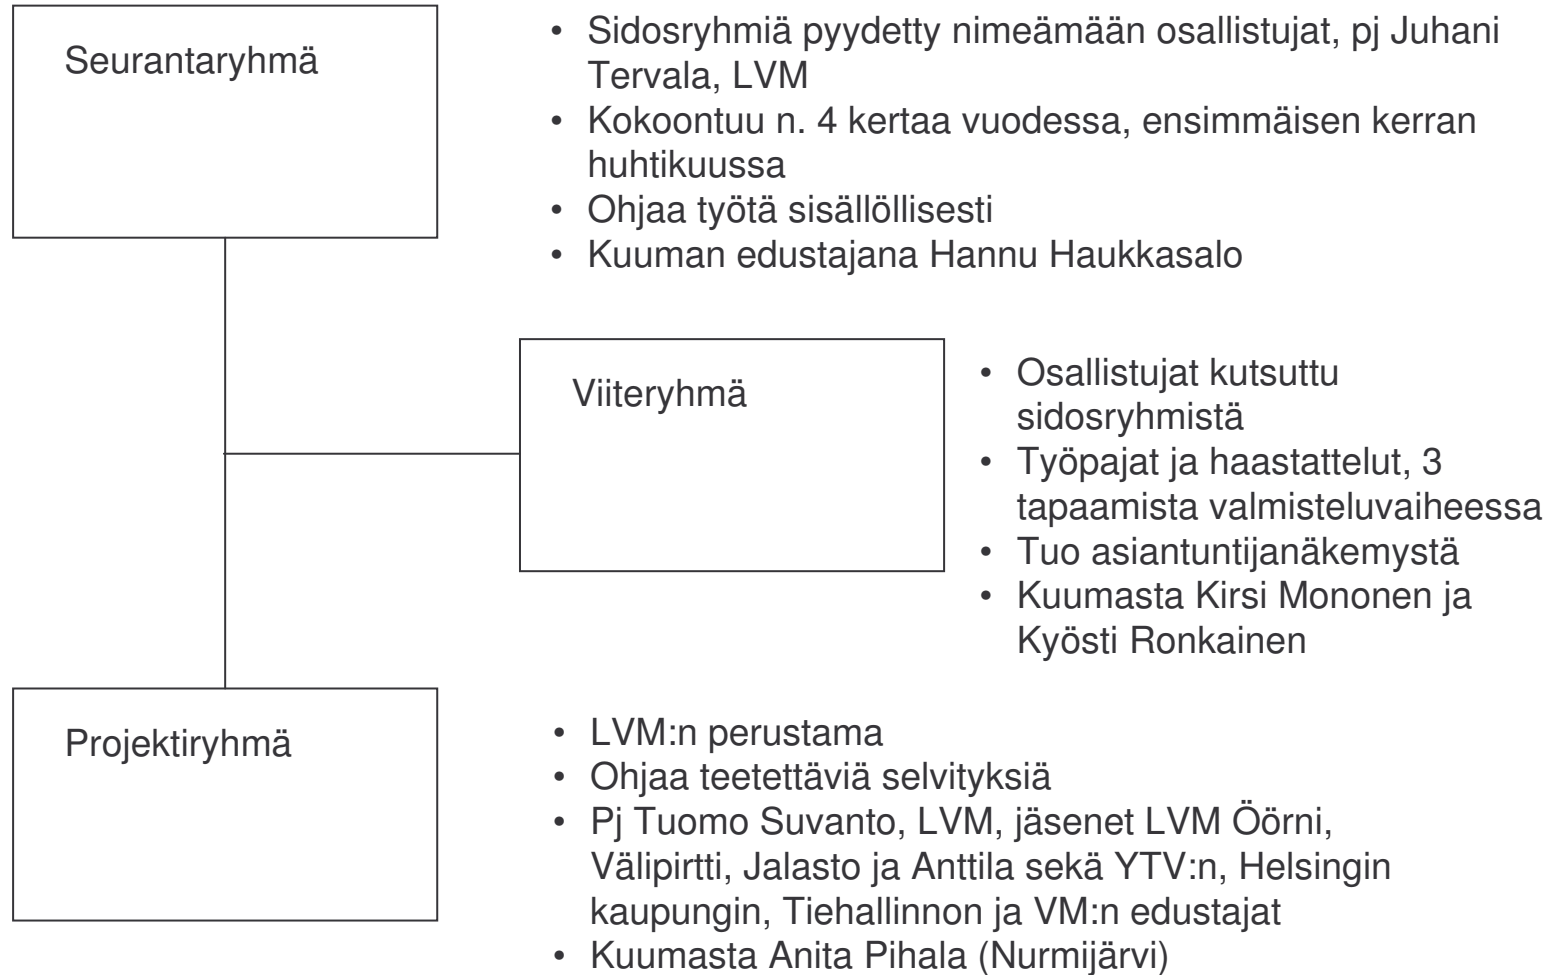 Seurantaryhmä
• Sidosryhmiä pyydetty nimeämään osallistujat, pj Juhani
Tervala, LVM
• Kokoontuu n. 4 kertaa vuodessa, ensimmäisen kerran
huhtikuussa
• Ohjaa työtä sisällöllisesti
• Kuuman edustajana Hannu Haukkasalo
Viiteryhmä
• Osallistujat kutsuttu
sidosryhmistä
• Työpajat ja haastattelut, 3
tapaamista valmisteluvaiheessa
• Tuo asiantuntijanäkemystä
• Kuumasta Kirsi Mononen ja
Kyösti Ronkainen
Projektiryhmä
• LVM:n perustama
• Ohjaa teetettäviä selvityksiä
• Pj Tuomo Suvanto, LVM, jäsenet LVM Öörni,
Välipirtti, Jalasto ja Anttila sekä YTV:n, Helsingin
kaupungin, Tiehallinnon ja VM:n edustajat
• Kuumasta Anita Pihala (Nurmijärvi)